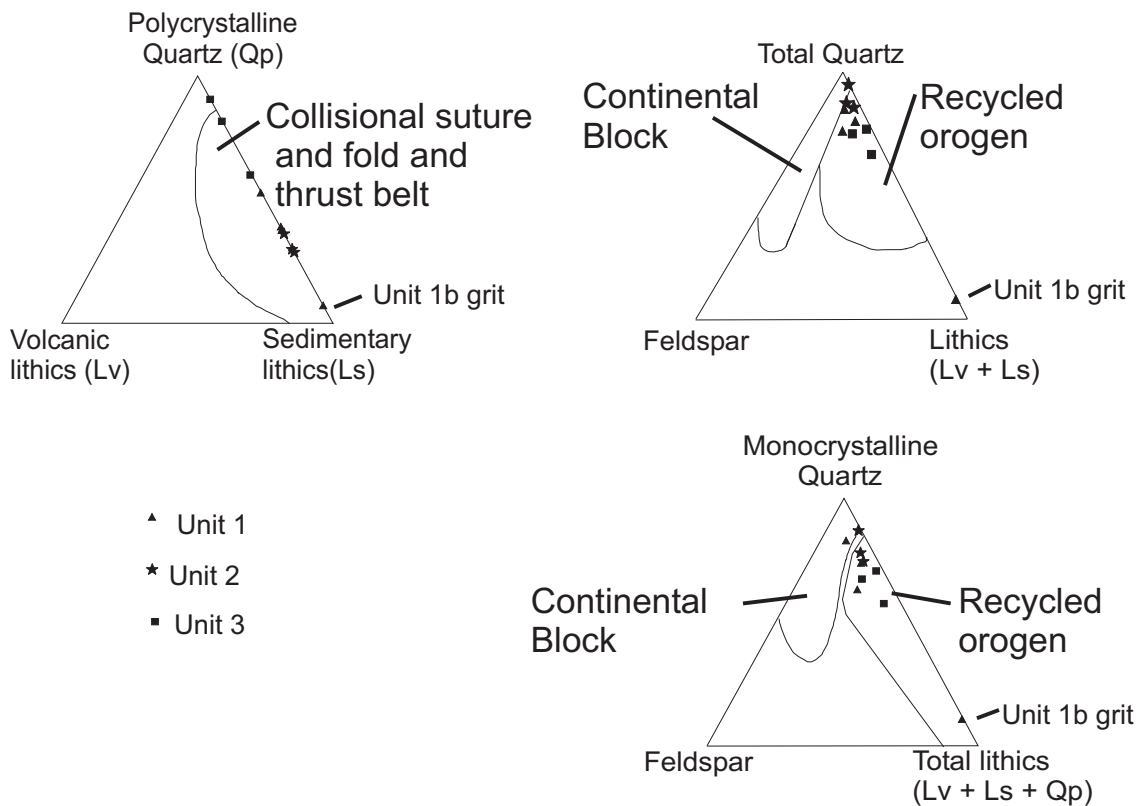 Polycrystalline
Quartz (Qp)
Collisional suture
and fold and
thrust belt
Unit 1b grit
Volcanic
lithics (Lv)
Sedimentary
lithics(Ls)
Total Quartz
Continental
Block
Recycled
orogen
Unit 1b grit
Feldspar
Lithics
(Lv + Ls)
Unit 1
Unit 2
Unit 3
Monocrystalline
Quartz
Continental
Block
Recycled
orogen
Unit 1b grit
Feldspar
Total lithics
(Lv + Ls + Qp)